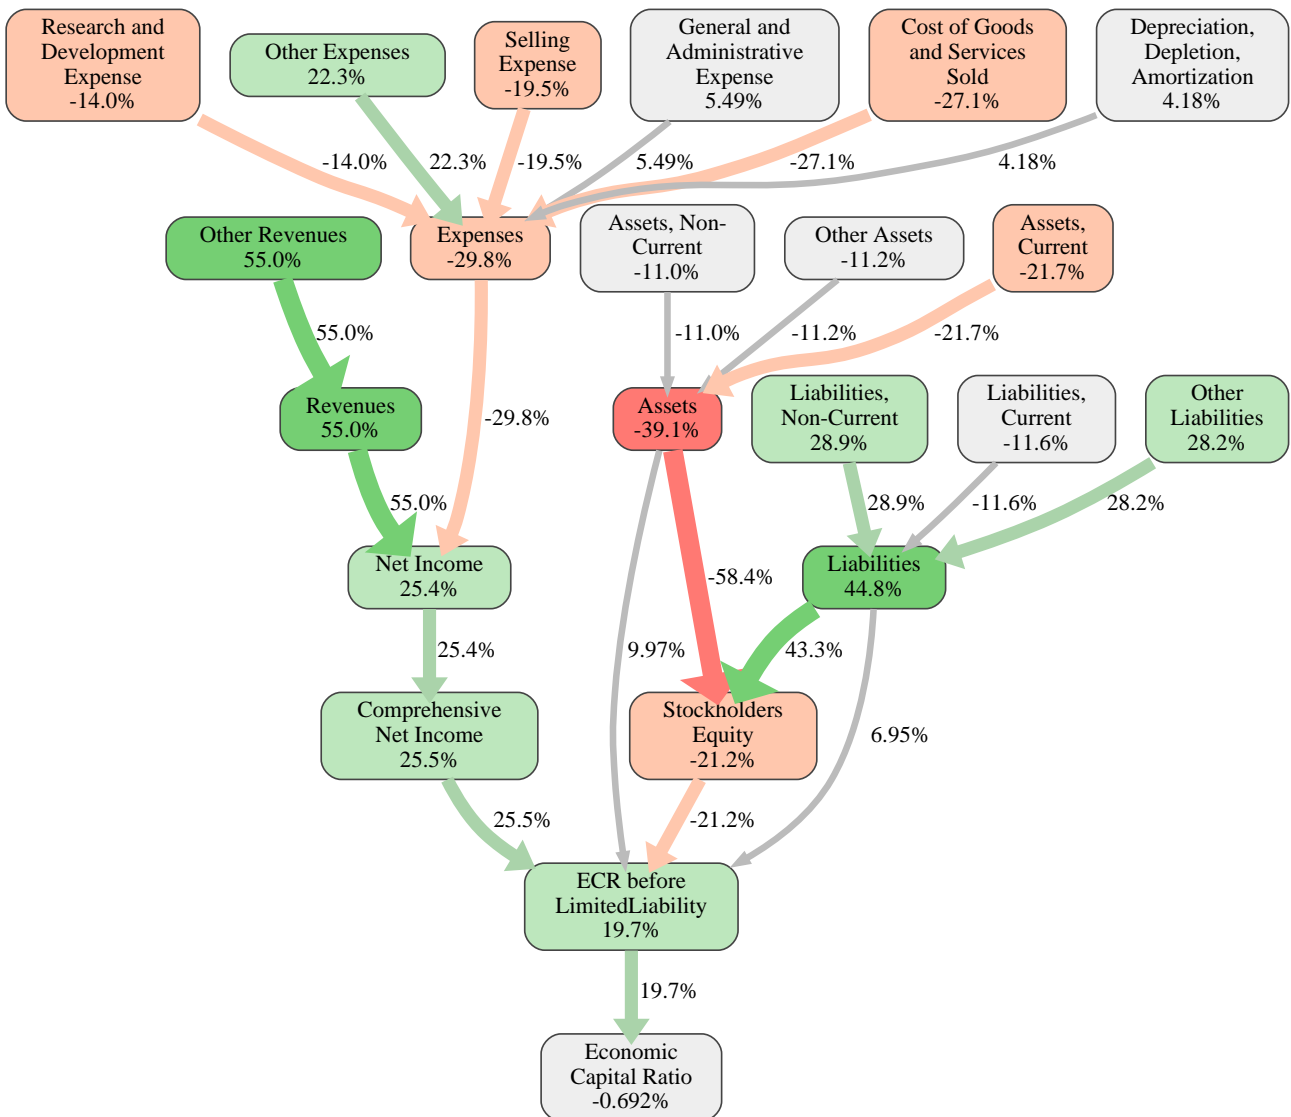 Research and
Development
Expense
-14.0%
Other Expenses
22.3%
Selling
Expense
-19.5%
General and
Administrative
Expense
5.49%
Cost of Goods
and Services
Sold
-27.1%
Depreciation,
Depletion,
Amortization
4.18%
-14.0%
22.3%
-19.5%
5.49%
-27.1%
4.18%
Other Revenues
55.0%
Expenses
-29.8%
Assets, Non-
Current
-11.0%
Other Assets
-11.2%
Assets,
Current
-21.7%
55.0%
-29.8%
-11.0%
-11.2%
-21.7%
Revenues
55.0%
Assets
-39.1%
Liabilities,
Non-Current
28.9%
Liabilities,
Current
-11.6%
Other
Liabilities
28.2%
55.0%
28.9%
-11.6%
28.2%
Net Income
25.4%
-58.4%
Liabilities
44.8%
25.4%
9.97%
43.3%
Comprehensive
Net Income
25.5%
Stockholders
Equity
-21.2%
6.95%
25.5%
-21.2%
ECR before
LimitedLiability
19.7%
19.7%
Economic
Capital Ratio
-0.692%